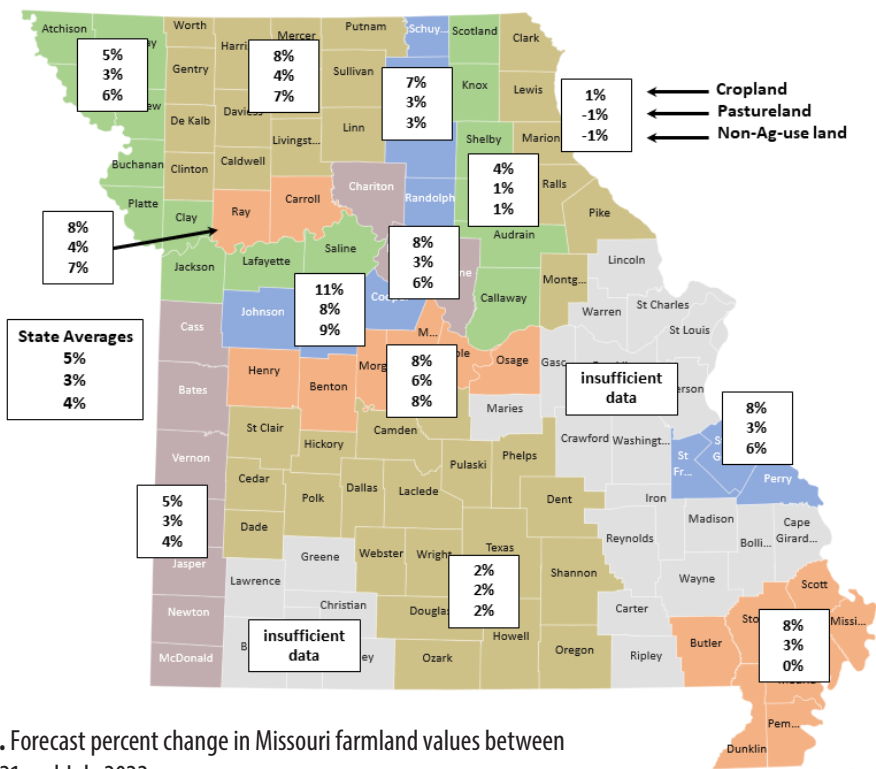 Atchison
Worth
Mercer
Putnam
Schuy...
Scotland
Clark
Gentry
Sullivan
Knox
Lewis
De Kalb
Linn
Livingst...
Shelby
Marion
Buchanan
Clinton
Caldwell
Chariton
Randolph
Ralls
Platte
Clay
Ray
Carroll
Audrain
Pike
Jackson
Lafayette
Saline
Callaway
Montg...
Lincoln
Warren
St Charles
St Louis
Cass
Johnson
M...
Osage
Bates
Henry
Benton
Maries
St Clair
Hickory
Camden
Crawford
Washingt...
St
Fr...
Perry
Vernon
Cedar
Polk
Dallas
Laclede
Pulaski
Phelps
Dent
Iron
Madison
Bolli...
Cape
Girard...
Dade
Reynolds
Jasper
Greene
Webster
Wright
Texas
Shannon
Wayne
Lawrence
Newton
Christian
Carter
Scott
McDonald
Ozark
Howell
Oregon
Ripley
Butler
Missi...
Pem...
Dunklin
5%
3%
6%
8%
4%
7%
7%
3%
3%
1%
-1%
-1%
Cropland
Pastureland
Non-Ag-use land
4%
1%
1%
8%
4%
7%
8%
3%
6%
11%
8%
9%
State Averages
5%
3%
4%
8%
6%
8%
insufficient
data
8%
3%
6%
5%
3%
4%
2%
2%
2%
insufficient
data
8%
3%
0%
. Forecast percent change in Missouri farmland values between